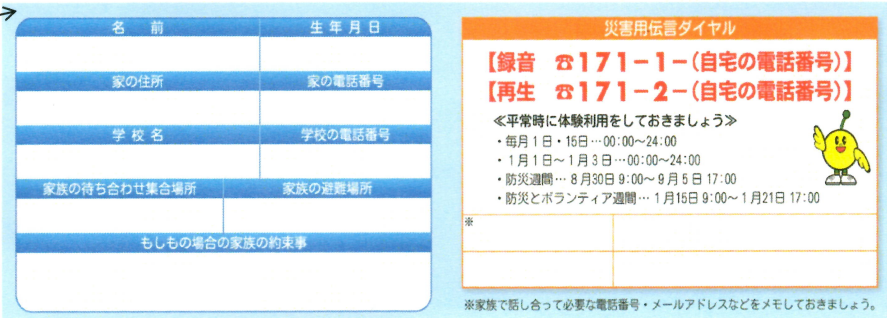 名　前　生年月日
家の住所　家の電話番号
学校名　学校の電話番号
家族の待ち合わせ集合場所　家族の避難場所
もしもの場合の家族の約束事
災害用伝言ダイヤル
【録音　☎171−1−(自宅の電話番号)】
【再生　☎171−2−(自宅の電話番号)】
≪平常時に体験利用をしておきましょう≫
・毎月1日・15日…00:00〜24:00
・1月1日〜1月3日…00:00〜24:00
・防災週間…8月30日9:00〜9月5日17:00
・防災とボランティア週間…1月15日9:00〜1月21日17:00
※
※家族で話し合って必要な電話番号・メールアドレスなどをメモしておきましょう。